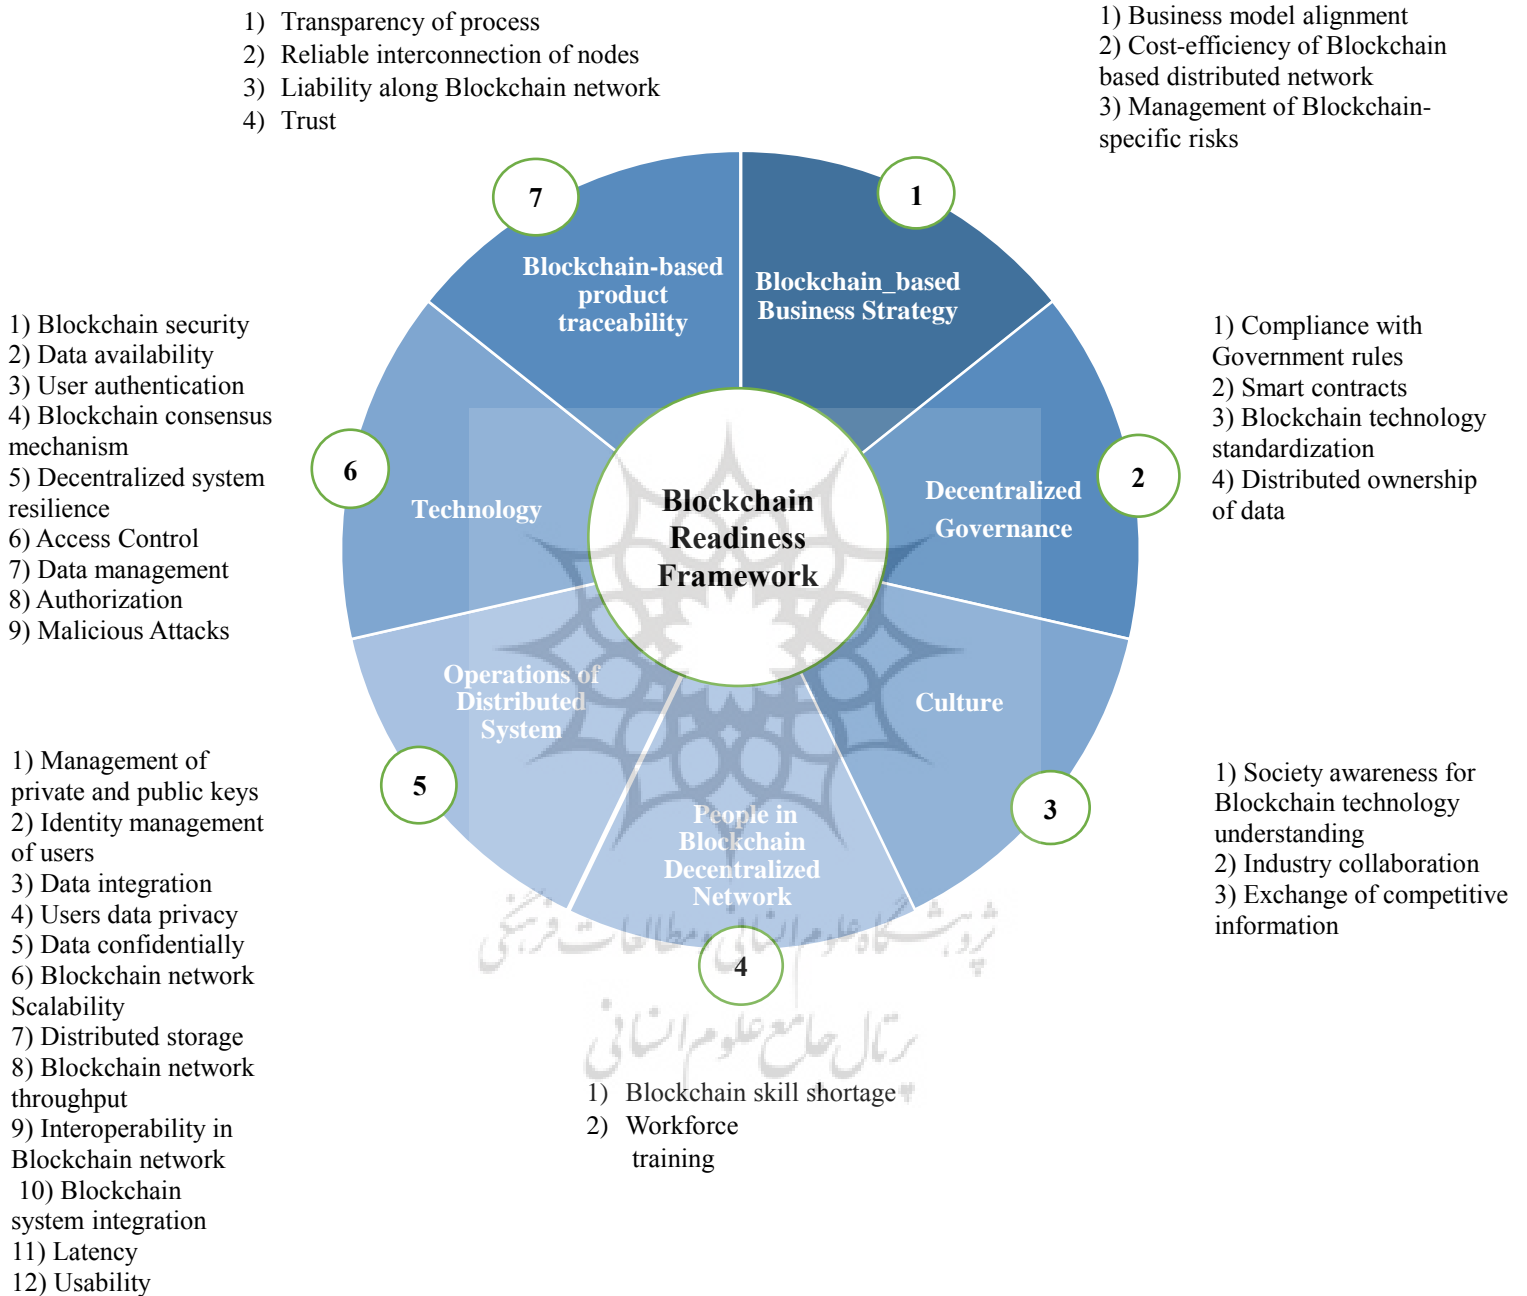 1) Transparency of process
2) Reliable interconnection of nodes
3) Liability along Blockchain network
4) Trust
1) Business model alignment
2) Cost-efficiency of Blockchain
based distributed network
3) Management of Blockchain-
specific risks
7
1
Blockchain-based
product
traceability
Blockchain_based
Business Strategy
1) Blockchain security
2) Data availability
3) User authentication
4) Blockchain consensus
mechanism
5) Decentralized system
resilience
6) Access Control
7) Data management
8) Authorization
9) Malicious Attacks
6
Technology
Blockchain
Readiness
Framework
Decentralized
Governance
2
1) Compliance with
Government rules
2) Smart contracts
3) Blockchain technology
standardization
4) Distributed ownership
of data
Operations of
Distributed
System
5
Culture
3
People in
Blockchain
Decentralized
Network
4
1) Management of
private and public keys
2) Identity management
of users
3) Data integration
4) Users data privacy
5) Data confidentially
6) Blockchain network
Scalability
7) Distributed storage
8) Blockchain network
throughput
9) Interoperability in
Blockchain network
10) Blockchain
system integration
11) Latency
12) Usability
1) Society awareness for
Blockchain technology
understanding
2) Industry collaboration
3) Exchange of competitive
information
پژوهشگاه علوم انسانی و مطالعات فرهنگی
پرتال جامع علوم انسانی
1) Blockchain skill shortage
2) Workforce
training